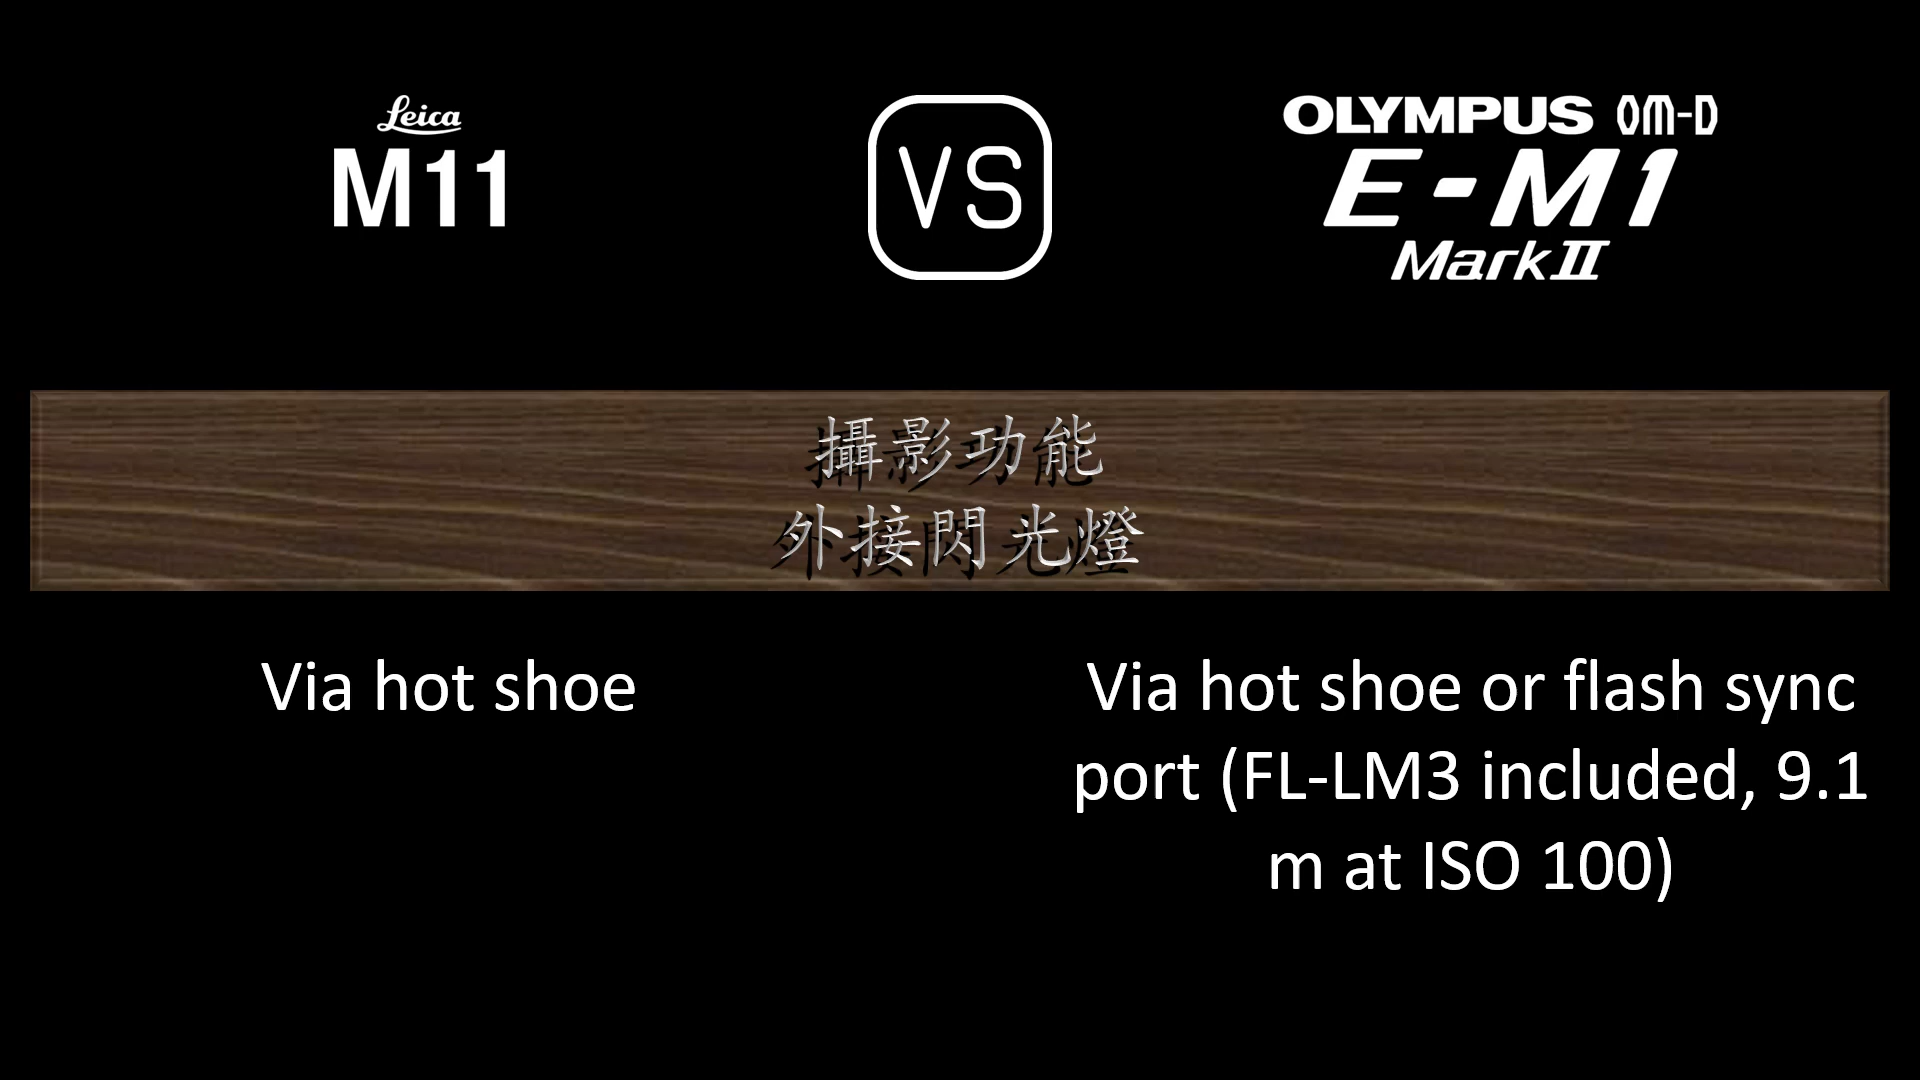 Leica
M11
VS
OLYMPUS OM-D
E-M1
Mark II
攝影功能
外接閃光燈
Via hot shoe
Via hot shoe or flash sync
port (FL-LM3 included, 9.1
m at ISO 100)